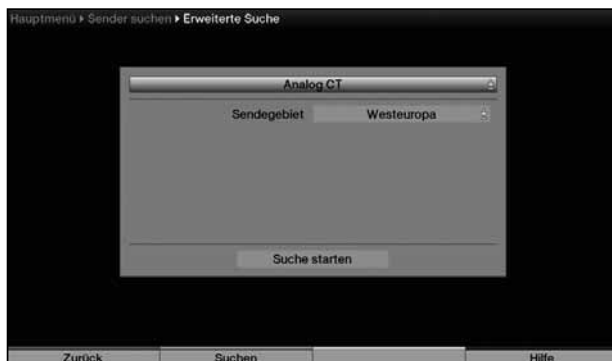 Hauptmenü ▸ Sender suchen ▸ Erweiterte Suche
Analog CT
Sendegebiet Westeuropa
Suche starten
Zurück Suchen Hilfe